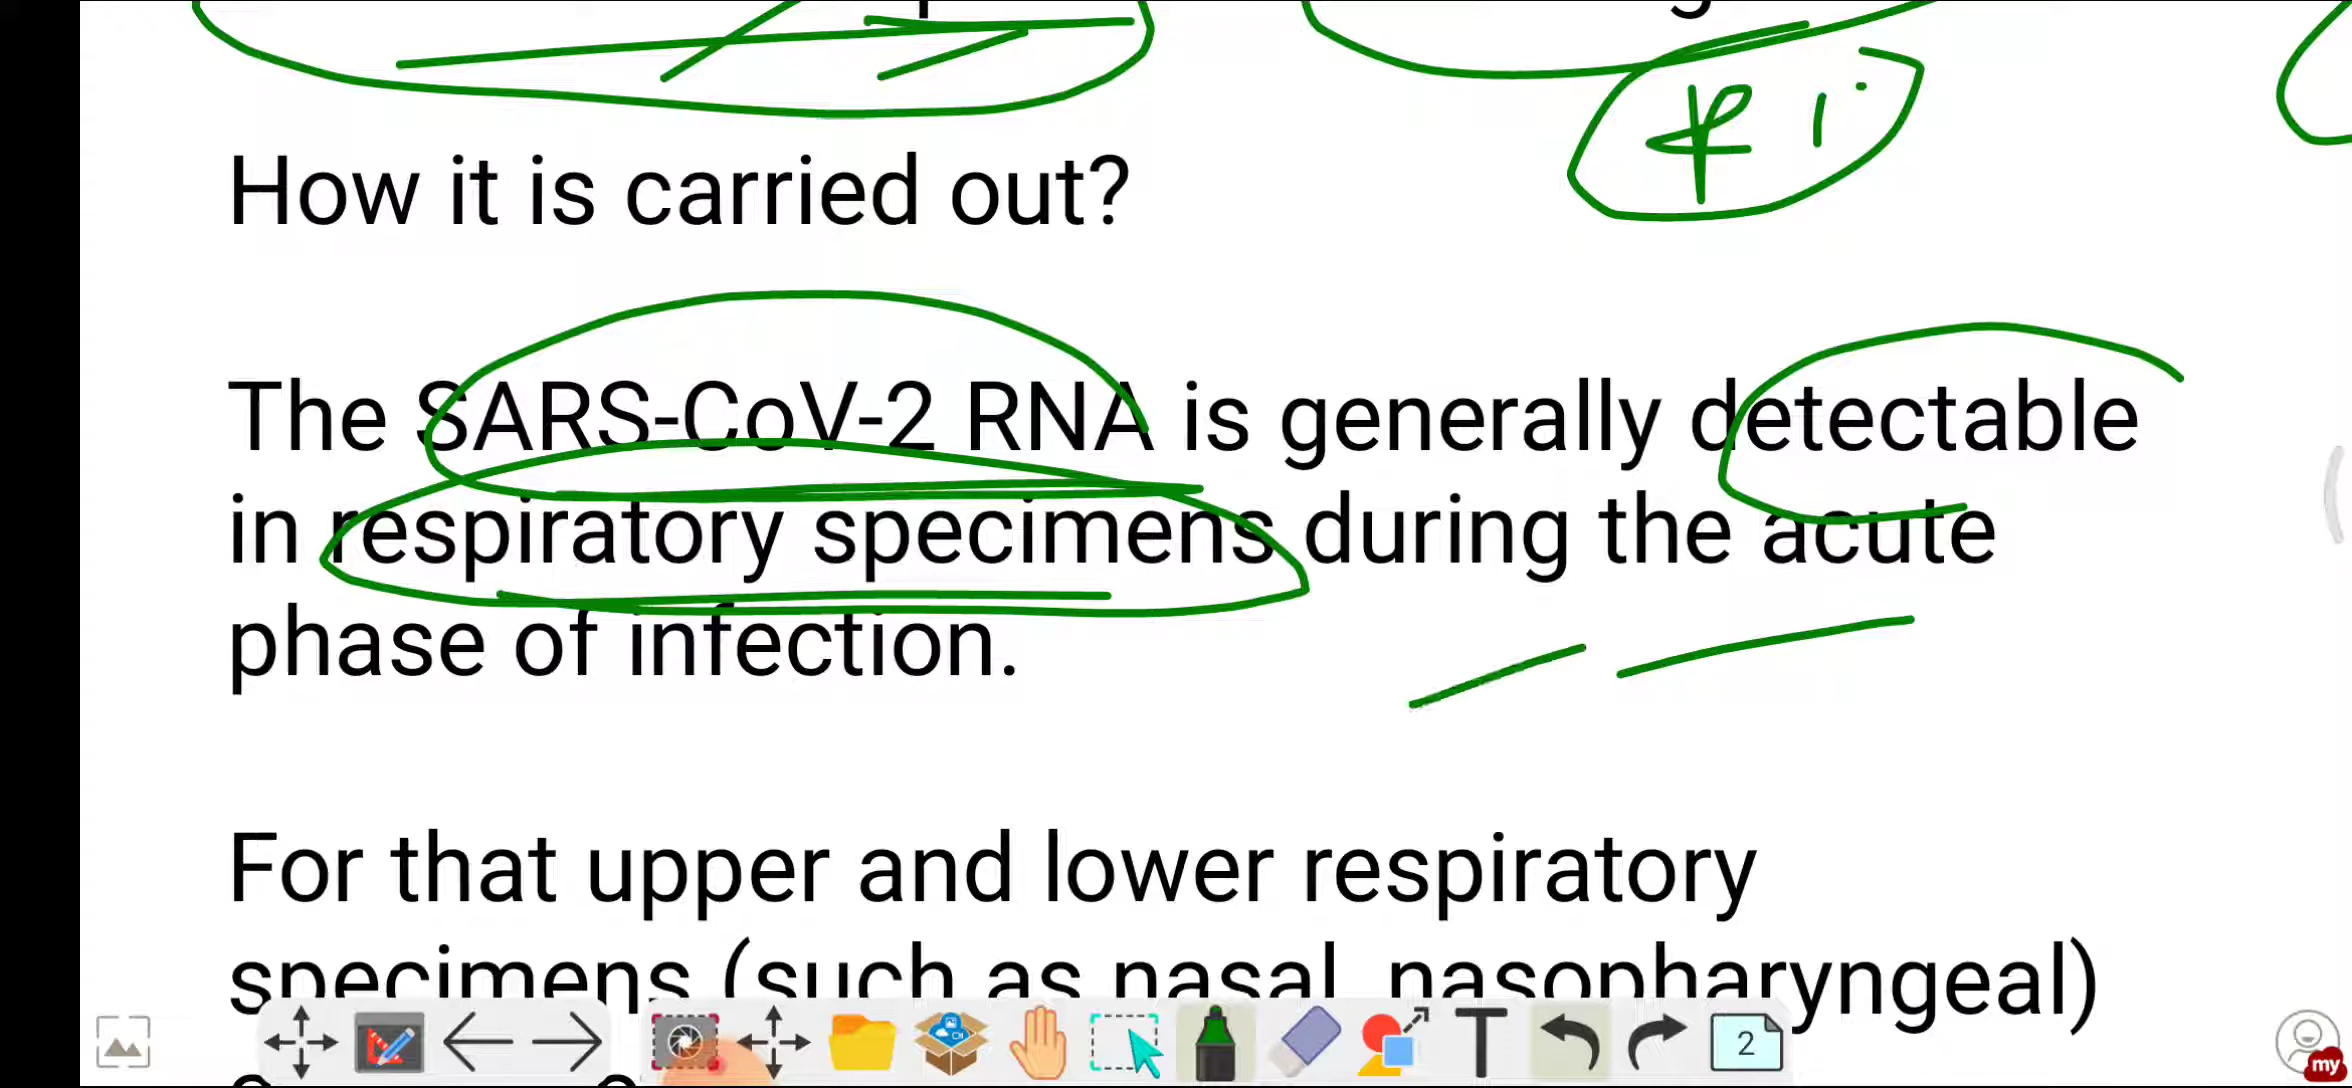 How it is carried out?
The SARS-CoV-2 RNA is generally detectable
in respiratory specimens during the acute
phase of infection.
For that upper and lower respiratory
specimens (such as nasal, nasopharyngeal)
2
my